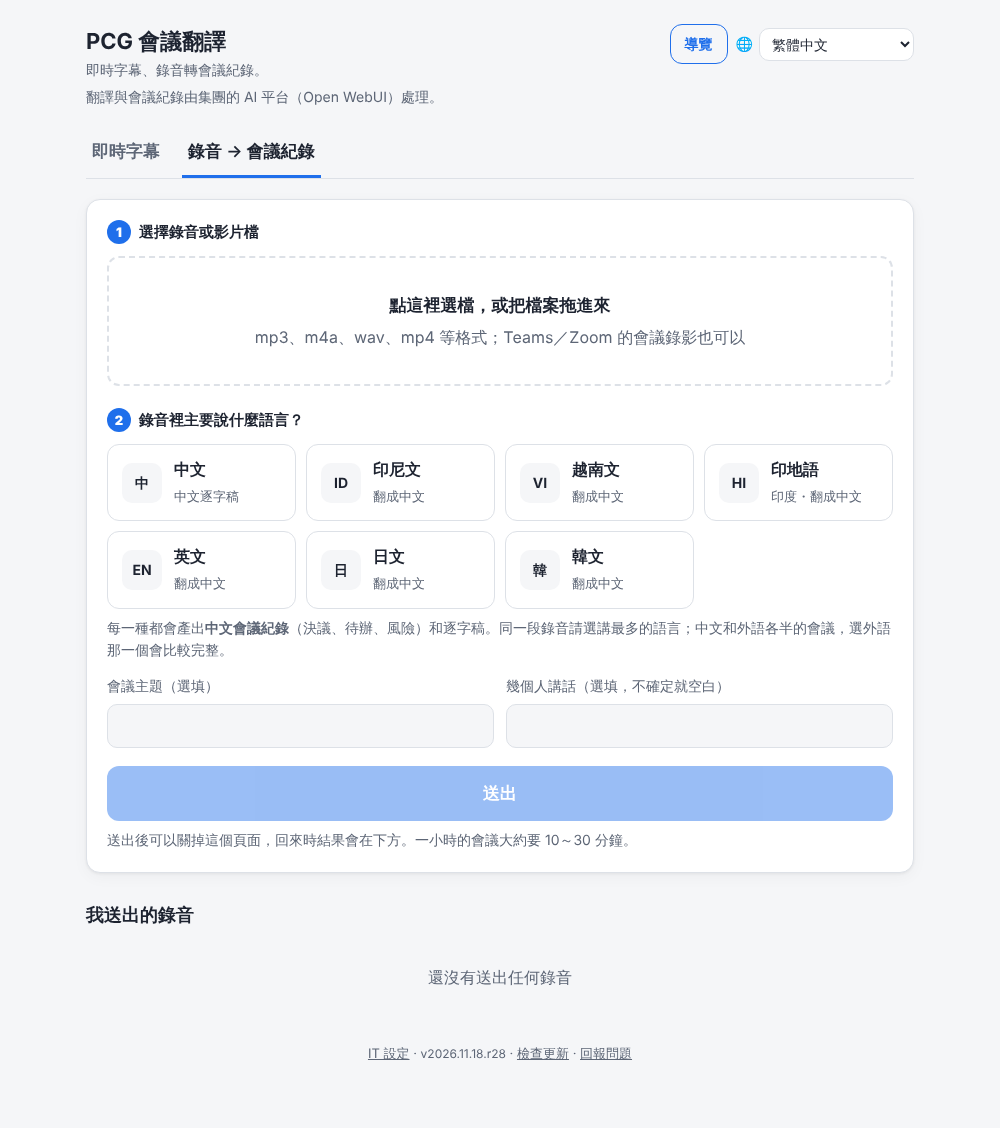 PCG 會議翻譯
導覽
繁體中文
即時字幕、錄音轉會議紀錄。
翻譯與會議紀錄由集團的 AI 平台（Open WebUI）處理。
即時字幕
錄音 → 會議紀錄
1 選擇錄音或影片檔
點這裡選檔，或把檔案拖進來
mp3、m4a、wav、mp4 等格式；Teams／Zoom 的會議錄影也可以
2 錄音裡主要說什麼語言？
中 中文
中文逐字稿
ID 印尼文
翻成中文
VI 越南文
翻成中文
HI 印地語
印度・翻成中文
EN 英文
翻成中文
日 日文
翻成中文
韓 韓文
翻成中文
每一種都會產出中文會議紀錄（決議、待辦、風險）和逐字稿。同一段錄音請選講最多的語言；中文和外語各半的會議，選外語
那一個會比較完整。
會議主題（選填）
幾個人講話（選填，不確定就空白）
送出
送出後可以關掉這個頁面，回來時結果會在下方。一小時的會議大約要 10～30 分鐘。
我送出的錄音
還沒有送出任何錄音
IT 設定 · v2026.11.18.r28 · 檢查更新 · 回報問題